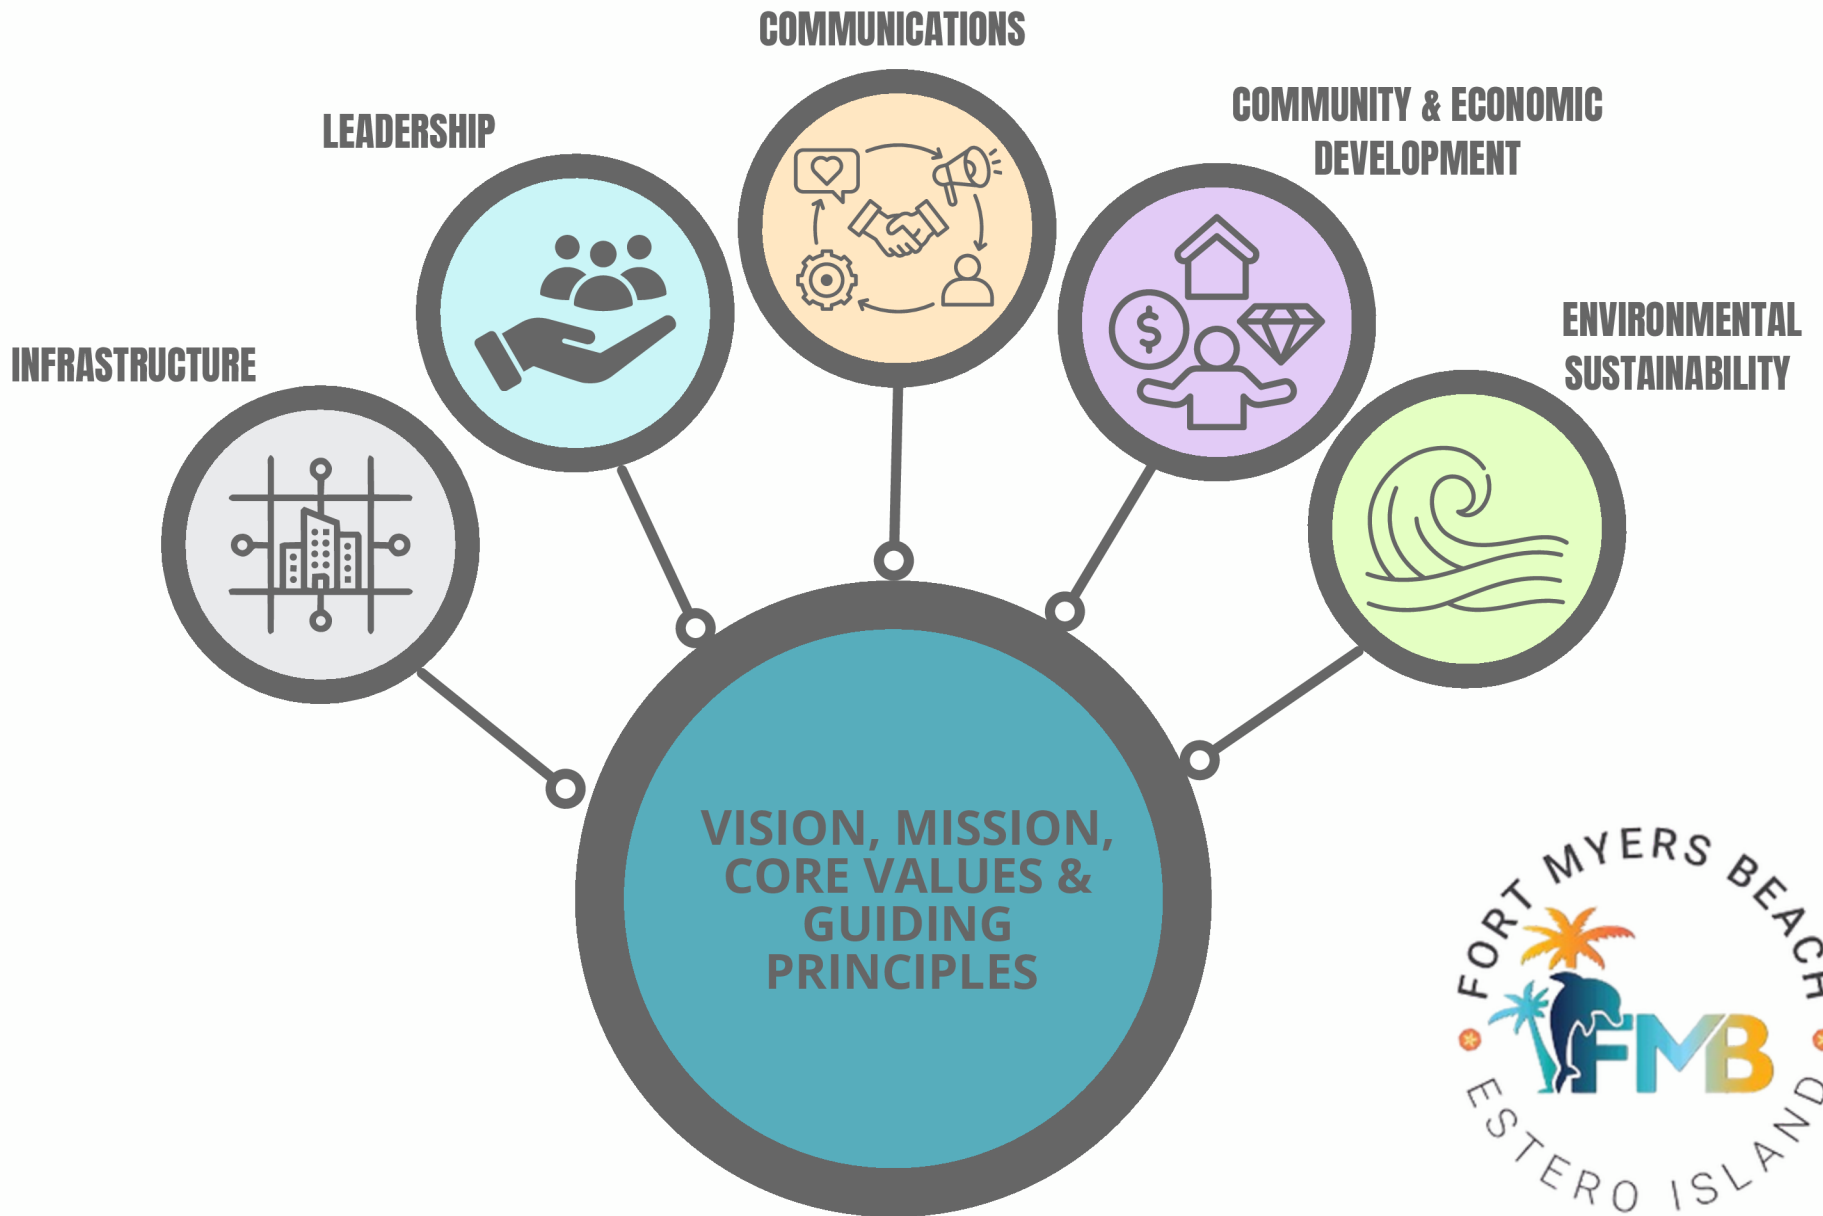 COMMUNICATIONS
LEADERSHIP
COMMUNITY & ECONOMIC
DEVELOPMENT
INFRASTRUCTURE
ENVIRONMENTAL
SUSTAINABILITY
$
VISION, MISSION,
CORE VALUES &
GUIDING
PRINCIPLES
FORT MYERS BEACH
FMB
ESTERO ISLAND